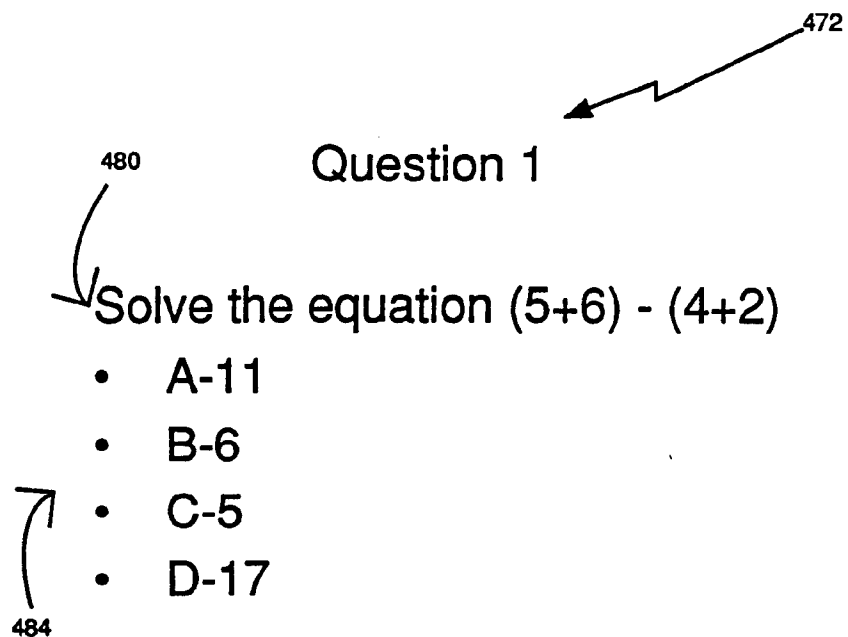 472
480
Question 1
Solve the equation (5+6) - (4+2)
• A-11
• B-6
• C-5
• D-17
484